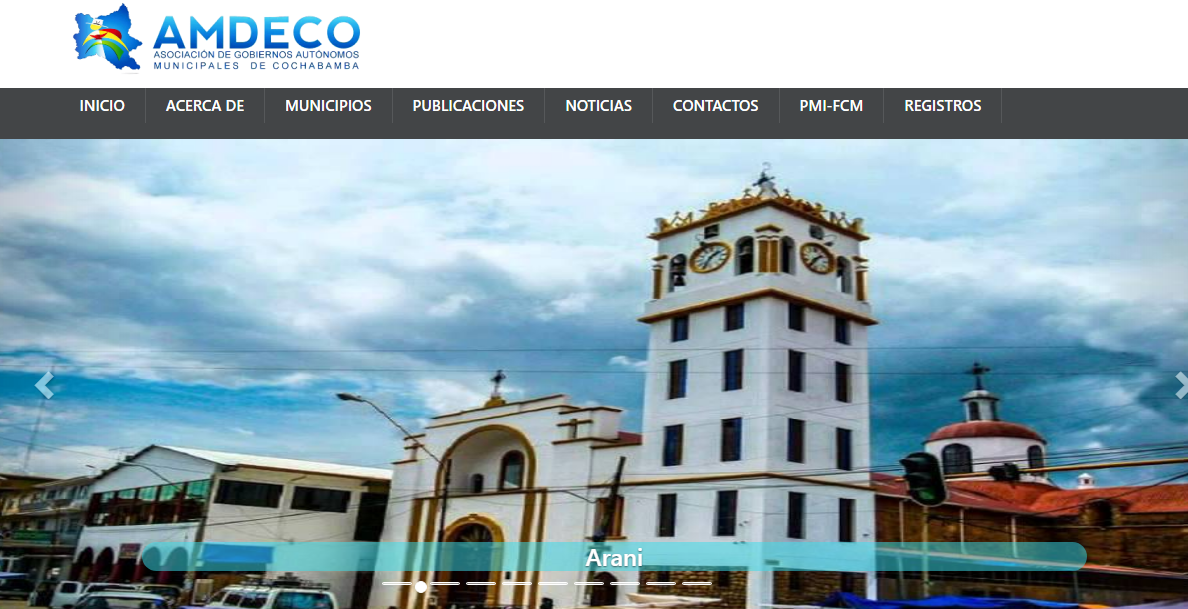 AMDECO
ASOCIACIÓN DE GOBIERNOS AUTÓNOMOS
MUNICIPALES DE COCHABAMBA
INICIO ACERCA DE MUNICIPIOS PUBLICACIONES NOTICIAS CONTACTOS PMI-FCM REGISTROS
Arani